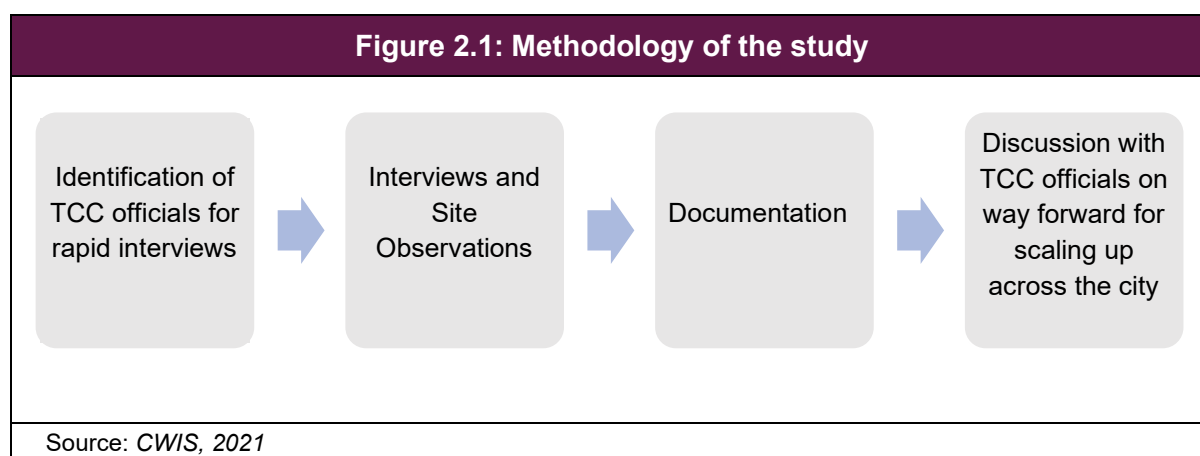 Figure 2.1: Methodology of the study
Identification of
TCC officials for
rapid interviews
Interviews and
Site
Observations
Documentation
Discussion with
TCC officials on
way forward for
scaling up
across the city
Source: CWIS, 2021